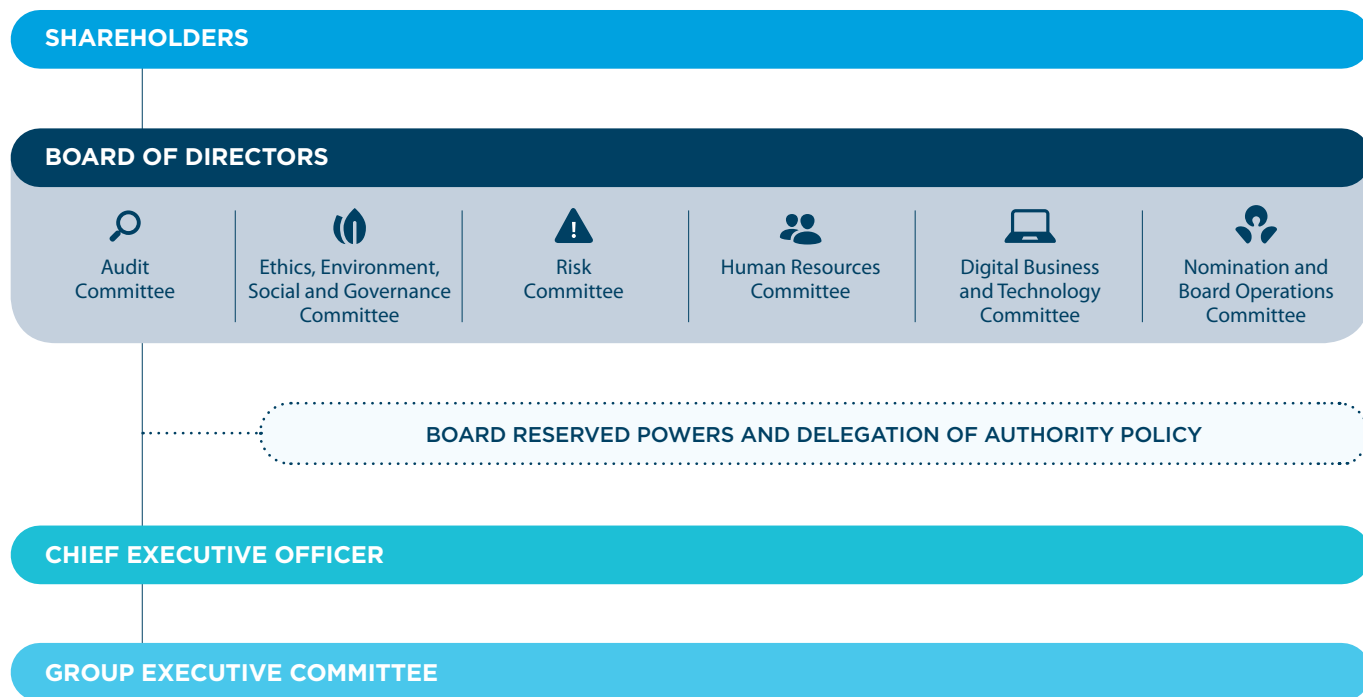 SHAREHOLDERS
BOARD OF DIRECTORS
Audit
Committee
Ethics, Environment,
Social and Governance
Committee
Risk
Committee
Human Resources
Committee
Digital Business
and Technology
Committee
Nomination and
Board Operations
Committee
BOARD RESERVED POWERS AND DELEGATION OF AUTHORITY POLICY
CHIEF EXECUTIVE OFFICER
GROUP EXECUTIVE COMMITTEE